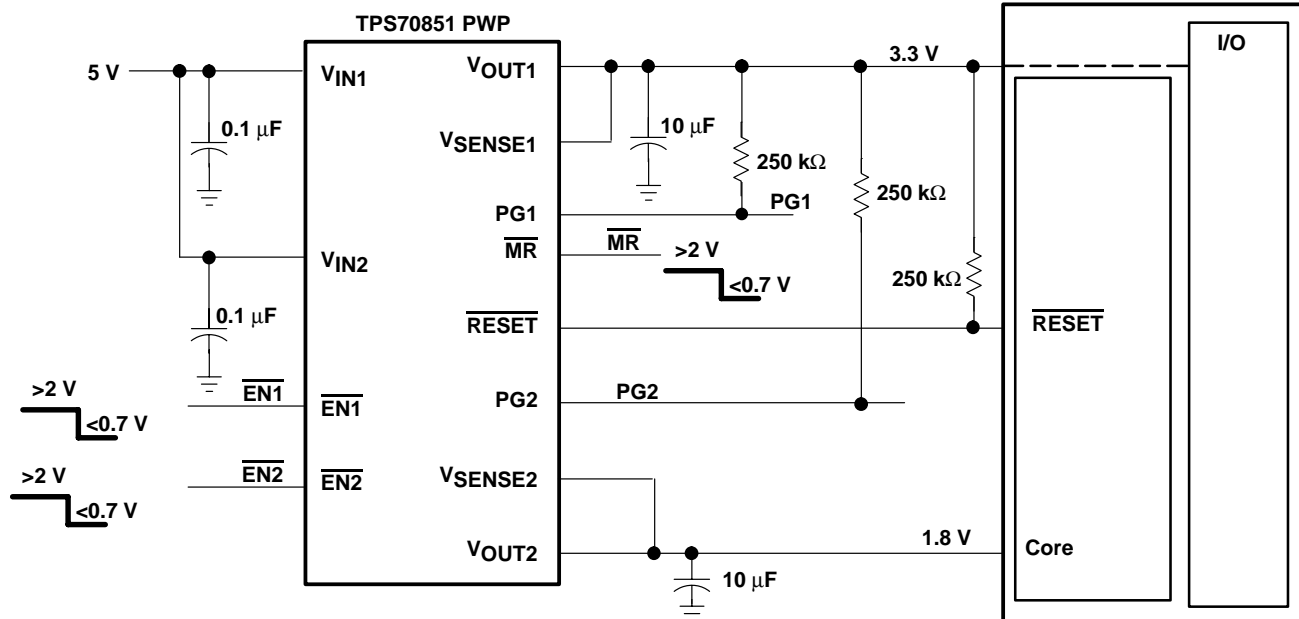 TPS70851 PWP
I/O
5 V
VIN1
VOUT1
3.3 V
0.1 μF
10 μF
VSENSE1
250 kΩ
250 kΩ
PG1
PG1
MR
MR
>2 V
<0.7 V
VIN2
250 kΩ
0.1 μF
RESET
RESET
>2 V
<0.7 V
EN1
EN1
PG2
PG2
>2 V
<0.7 V
EN2
EN2
VSENSE2
VOUT2
1.8 V
Core
10 μF